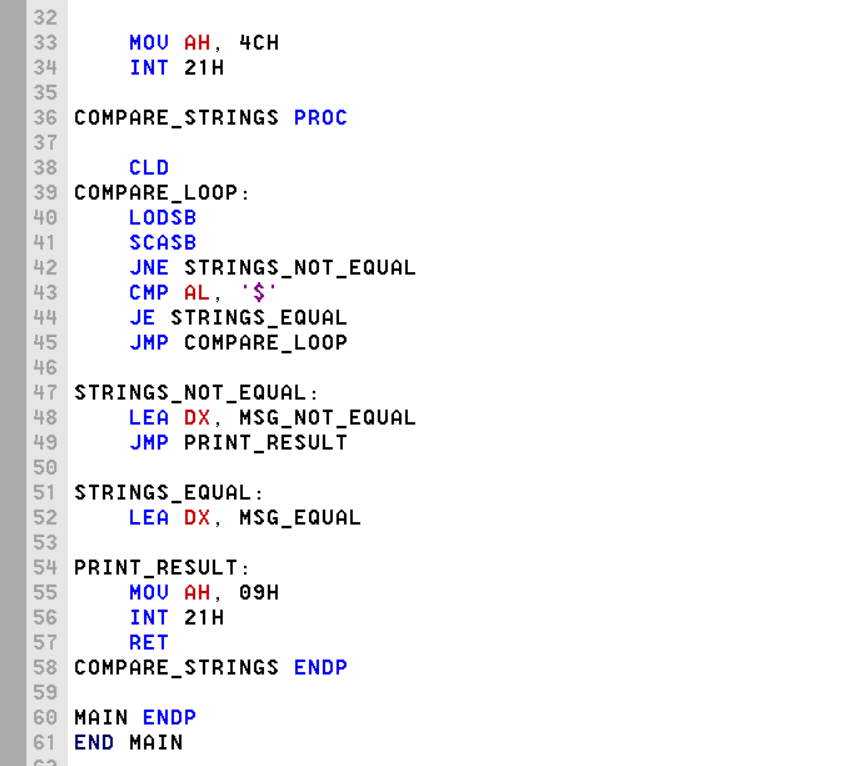 32
33     MOV AH, 4CH
34     INT 21H
35
36 COMPARE_STRINGS PROC
37
38     CLD
39 COMPARE_LOOP:
40     LODSB
41     SCASB
42     JNE STRINGS_NOT_EQUAL
43     CMP AL, '$'
44     JE STRINGS_EQUAL
45     JMP COMPARE_LOOP
46
47 STRINGS_NOT_EQUAL:
48     LEA DX, MSG_NOT_EQUAL
49     JMP PRINT_RESULT
50
51 STRINGS_EQUAL:
52     LEA DX, MSG_EQUAL
53
54 PRINT_RESULT:
55     MOV AH, 09H
56     INT 21H
57     RET
58 COMPARE_STRINGS ENDP
59
60 MAIN ENDP
61 END MAIN